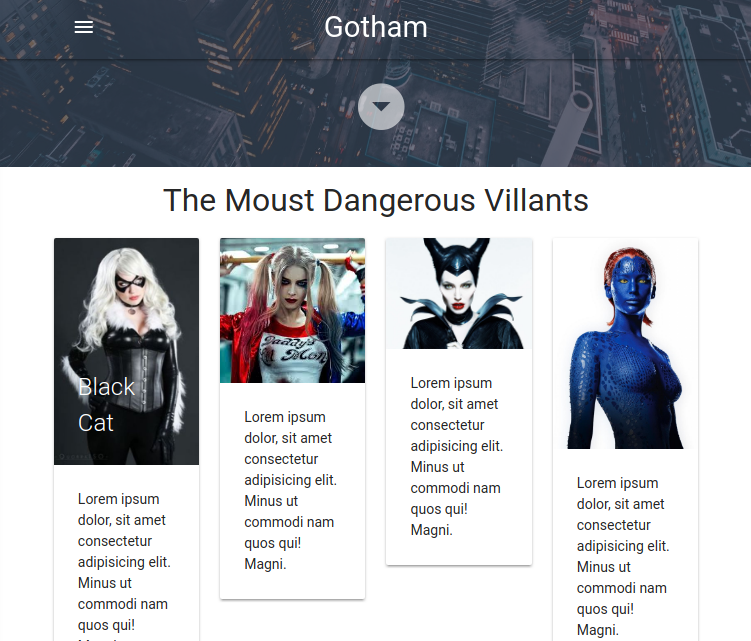 Gotham
The Moust Dangerous Villants
Black
Cat
Lorem ipsum
dolor, sit amet
consectetur
adipisicing elit.
Minus ut
commodi nam
quos qui!
Lorem ipsum
dolor, sit amet
consectetur
adipisicing elit.
Minus ut
commodi nam
quos qui!
Magni.
Lorem ipsum
dolor, sit amet
consectetur
adipisicing elit.
Minus ut
commodi nam
quos qui!
Magni.
Lorem ipsum
dolor, sit amet
consectetur
adipisicing elit.
Minus ut
commodi nam
quos qui!
Magni.